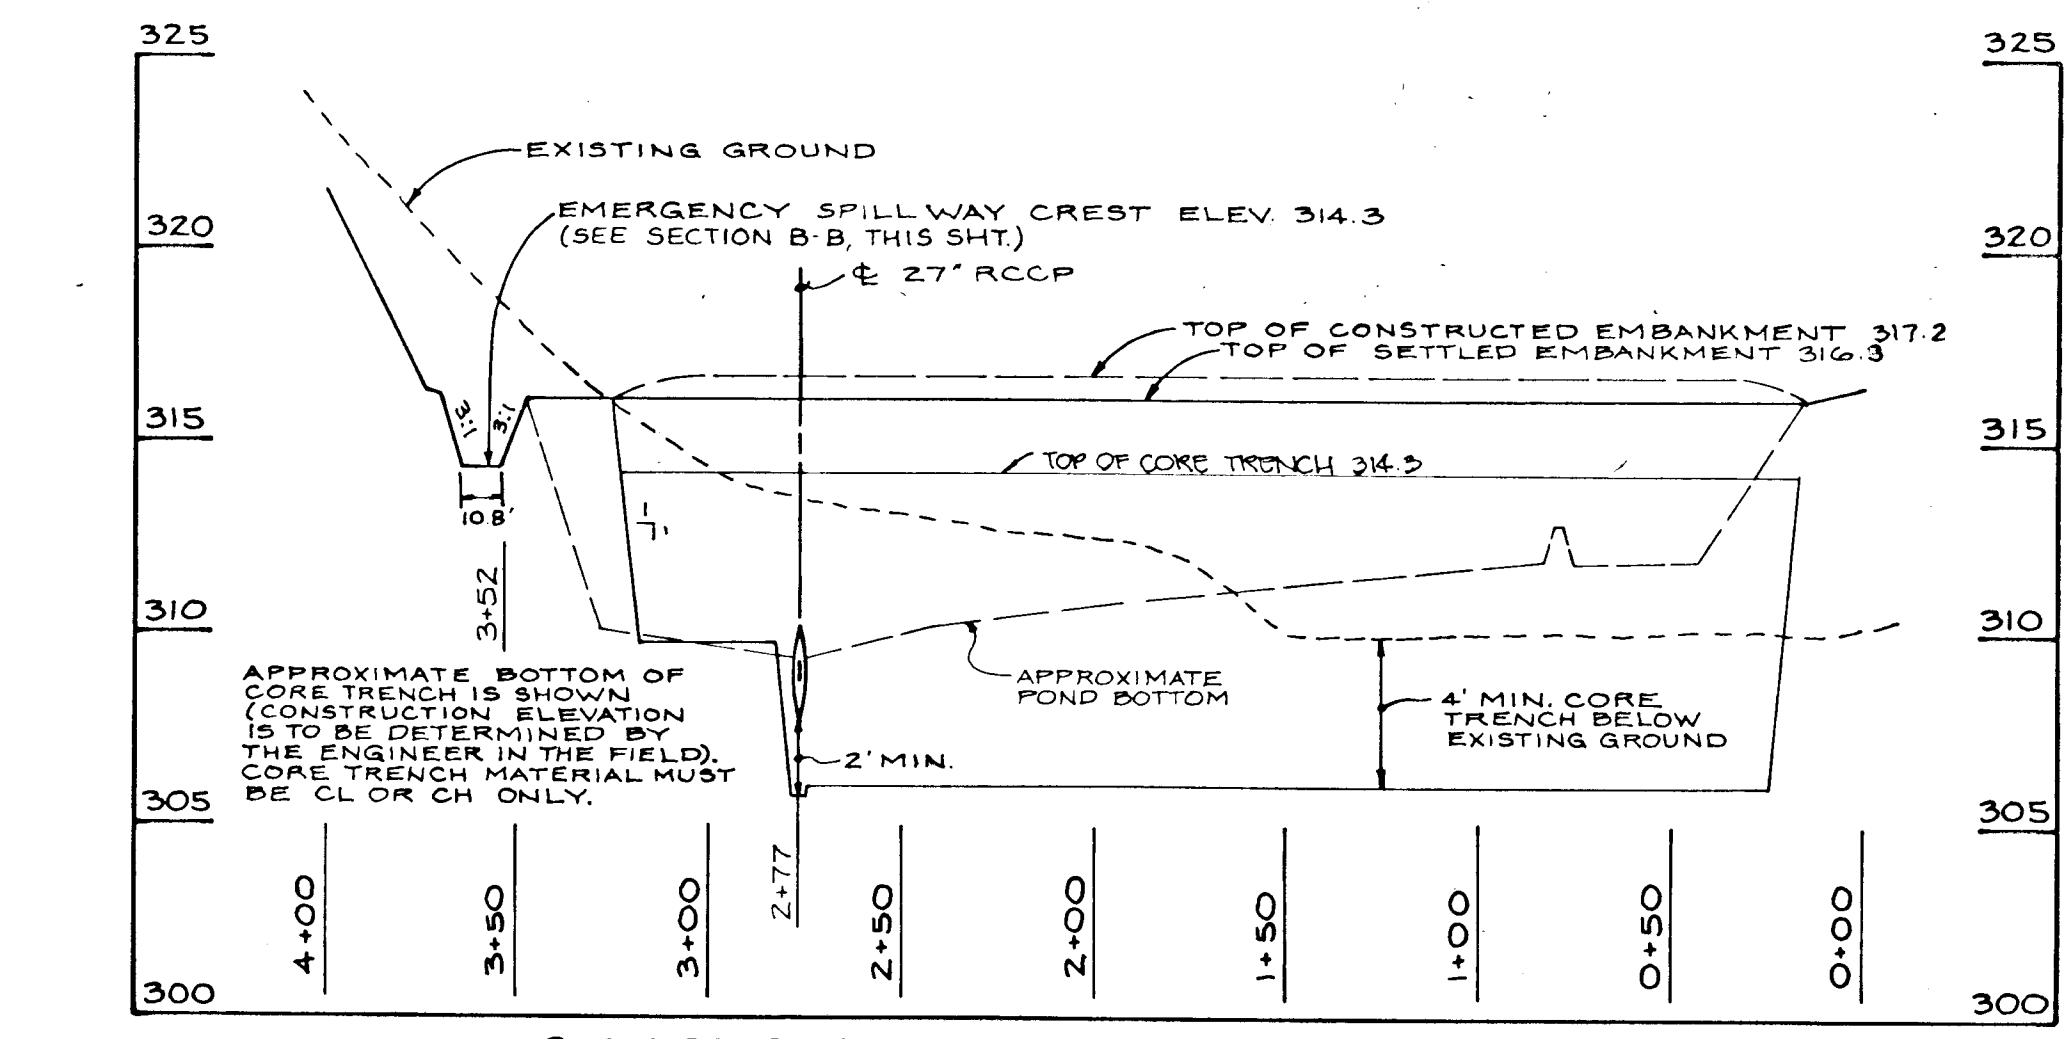 325
325
EXISTING GROUND
EMERGENCY SPILLWAY CREST ELEV. 314.3
(SEE SECTION B-B, THIS SHT.)
320
320
℄ 27" RCCP
TOP OF CONSTRUCTED EMBANKMENT 317.2
TOP OF SETTLED EMBANKMENT 316.3
3:1
3:1
315
315
TOP OF CORE TRENCH 314.3
10.8'
3+52
310
310
APPROXIMATE BOTTOM OF
CORE TRENCH IS SHOWN
(CONSTRUCTION ELEVATION
IS TO BE DETERMINED BY
THE ENGINEER IN THE FIELD).
CORE TRENCH MATERIAL MUST
BE CL OR CH ONLY.
APPROXIMATE
POND BOTTOM
4' MIN. CORE
TRENCH BELOW
EXISTING GROUND
2' MIN.
305
305
4+00
3+50
3+00
2+77
2+50
2+00
1+50
1+00
0+50
0+00
300
300